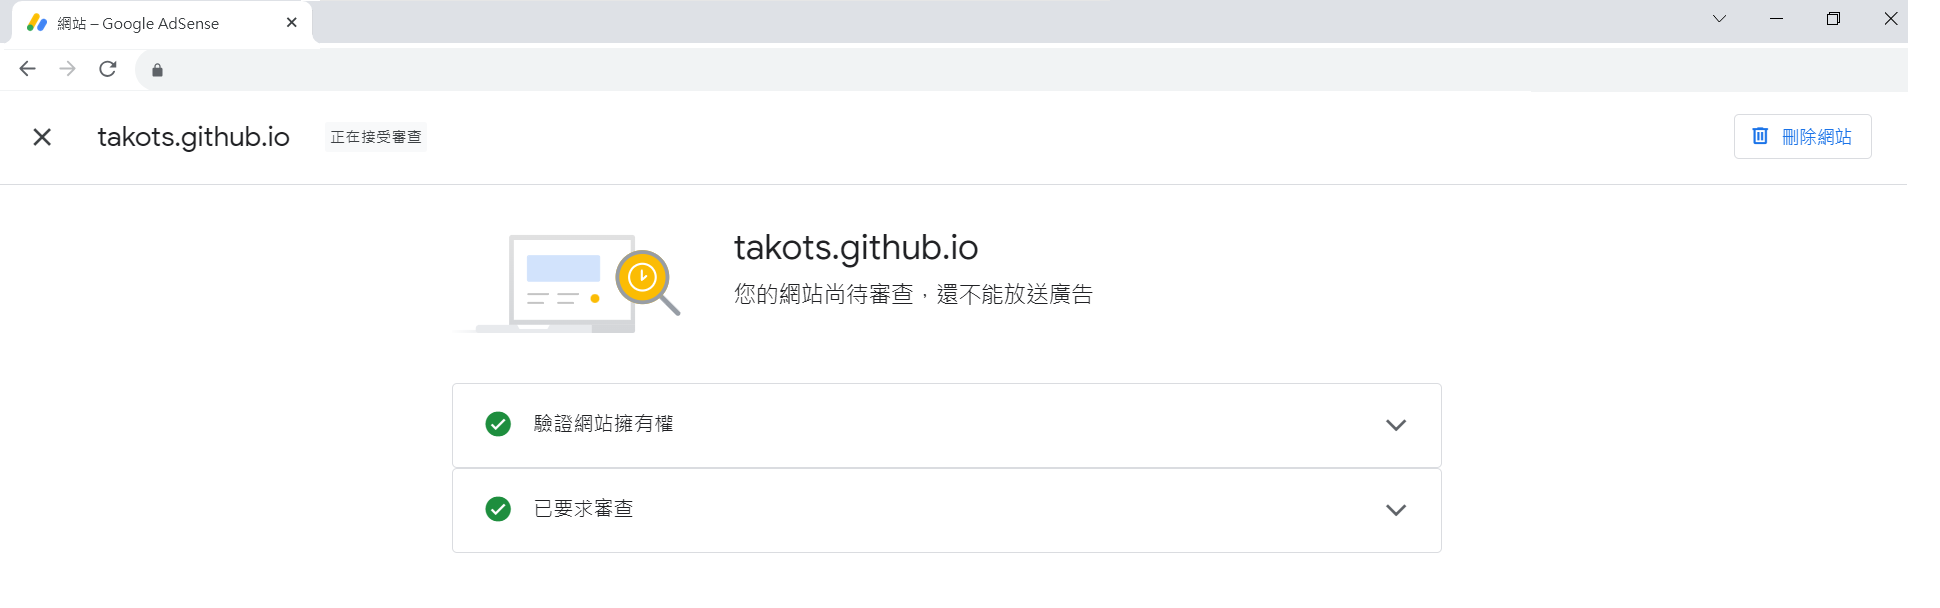 網站 – Google AdSense
takots.github.io 正在接受審查 刪除網站
takots.github.io
您的網站尚待審查，還不能放送廣告
驗證網站擁有權
已要求審查